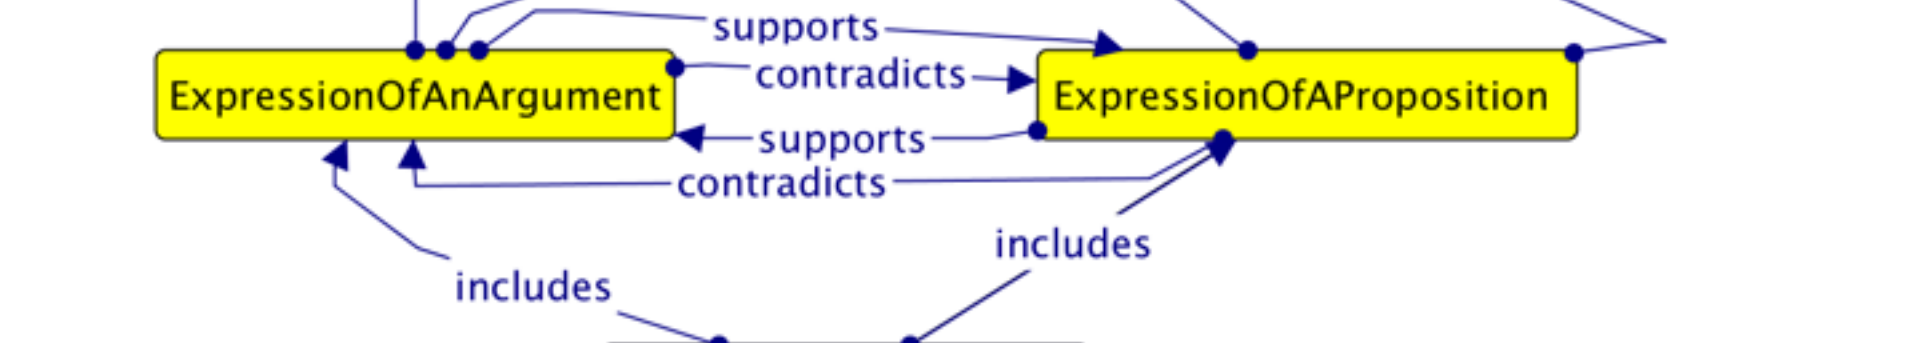 supports
contradicts
ExpressionOfAnArgument
ExpressionOfAProposition
supports
contradicts
includes
includes